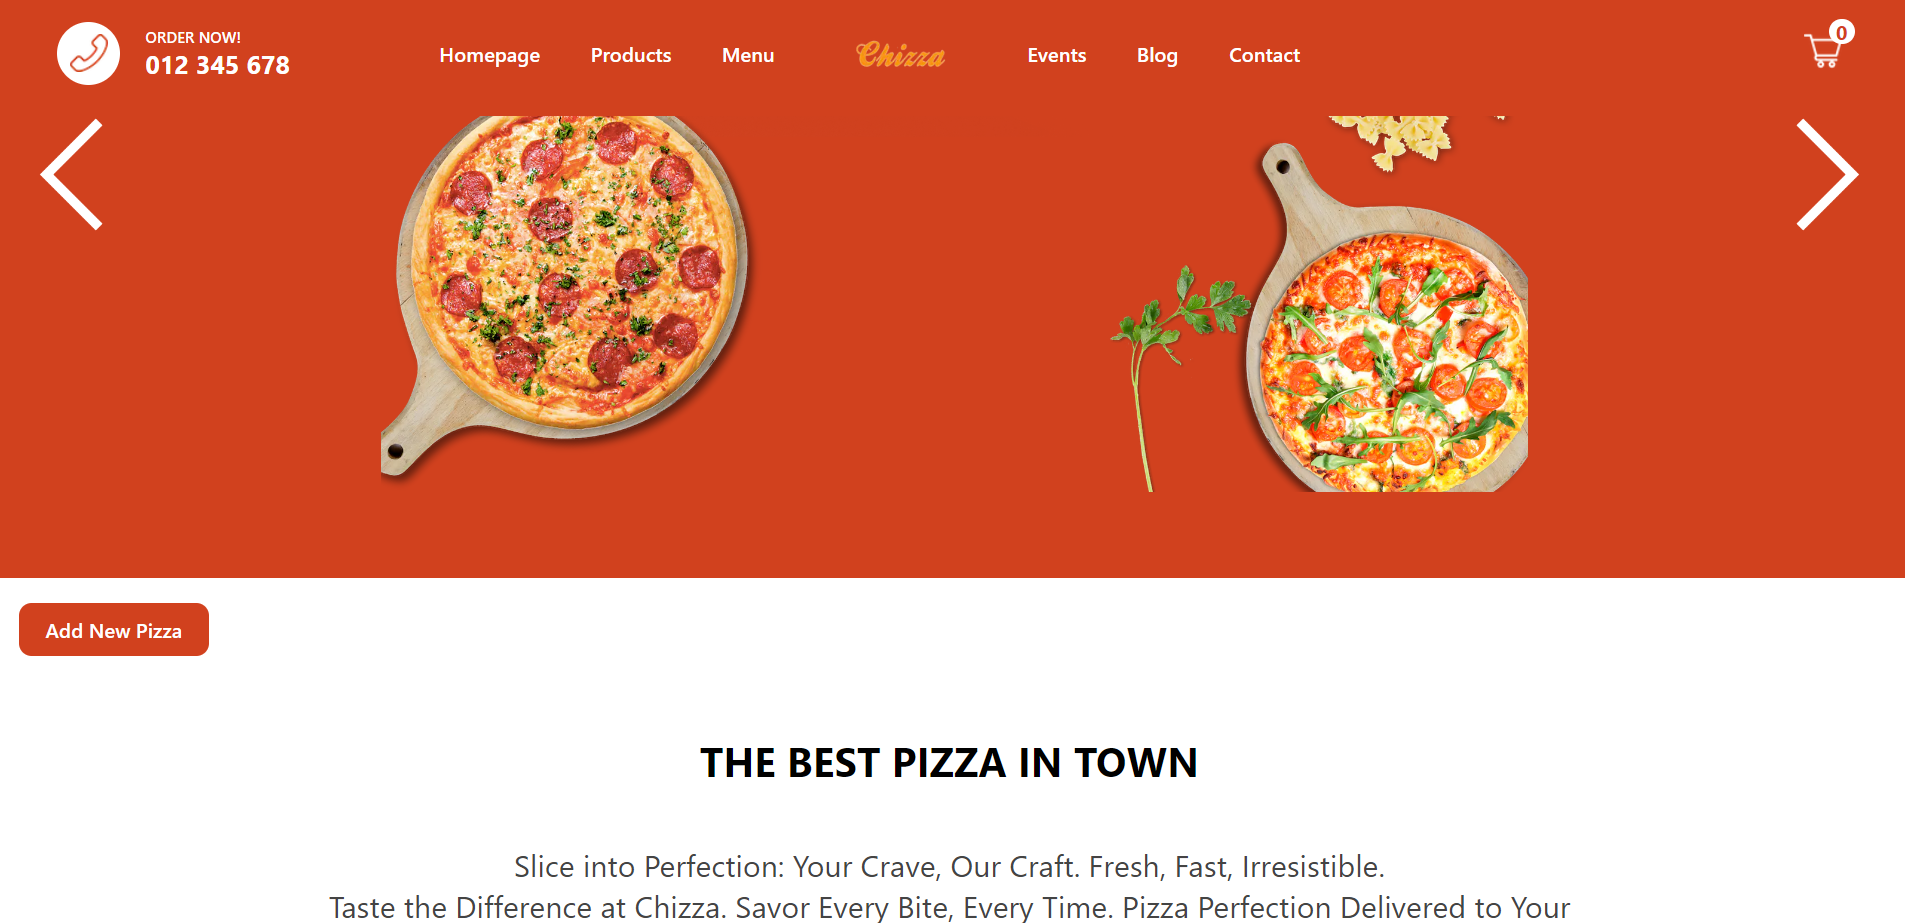 ORDER NOW!
012 345 678
Homepage Products Menu Chizza Events Blog Contact
0
Add New Pizza
THE BEST PIZZA IN TOWN
Slice into Perfection: Your Crave, Our Craft. Fresh, Fast, Irresistible.
Taste the Difference at Chizza. Savor Every Bite, Every Time. Pizza Perfection Delivered to Your